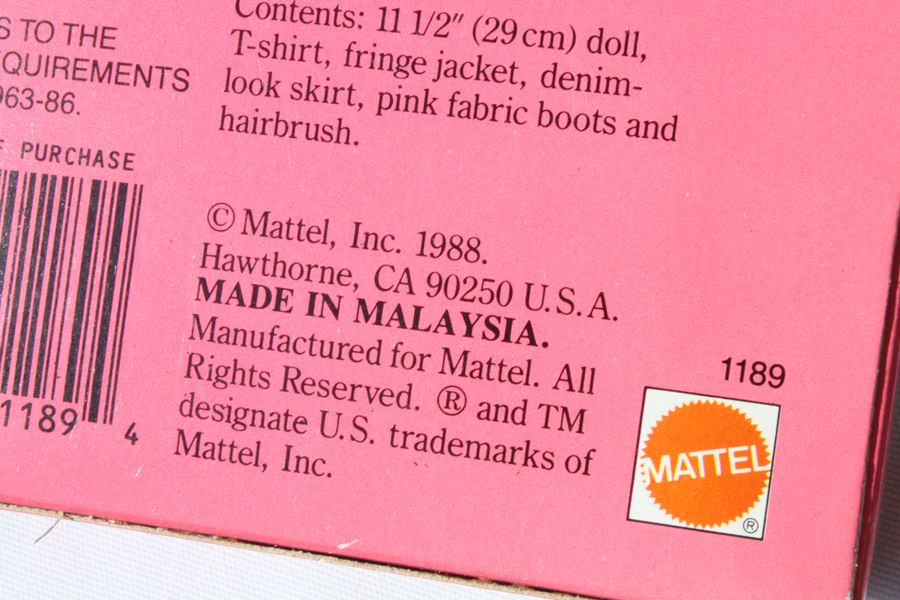 S TO THE
QUIREMENTS
963-86.
PURCHASE
1189 4
Contents: 11 1/2" (29 cm) doll,
T-shirt, fringe jacket, denim-
look skirt, pink fabric boots and
hairbrush.
© Mattel, Inc. 1988.
Hawthorne, CA 90250 U.S.A.
MADE IN MALAYSIA.
Manufactured for Mattel. All
Rights Reserved. ® and TM
designate U.S. trademarks of
Mattel, Inc.
1189
MATTEL
®